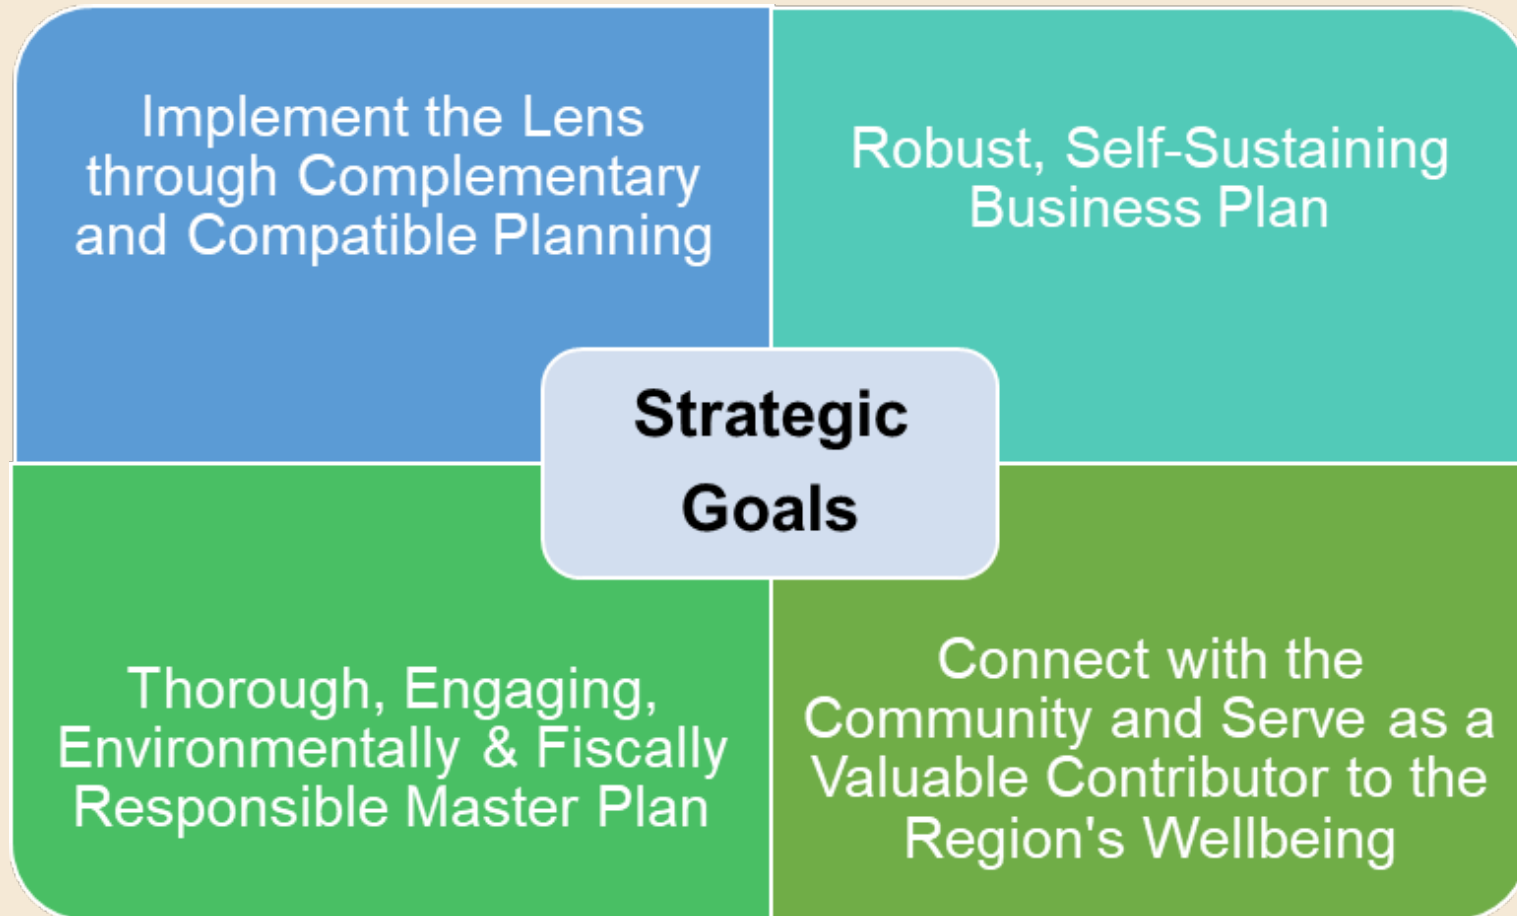 Implement the Lens
through Complementary
and Compatible Planning
Robust, Self-Sustaining
Business Plan
Strategic
Goals
Thorough, Engaging,
Environmentally & Fiscally
Responsible Master Plan
Connect with the
Community and Serve as a
Valuable Contributor to the
Region's Wellbeing